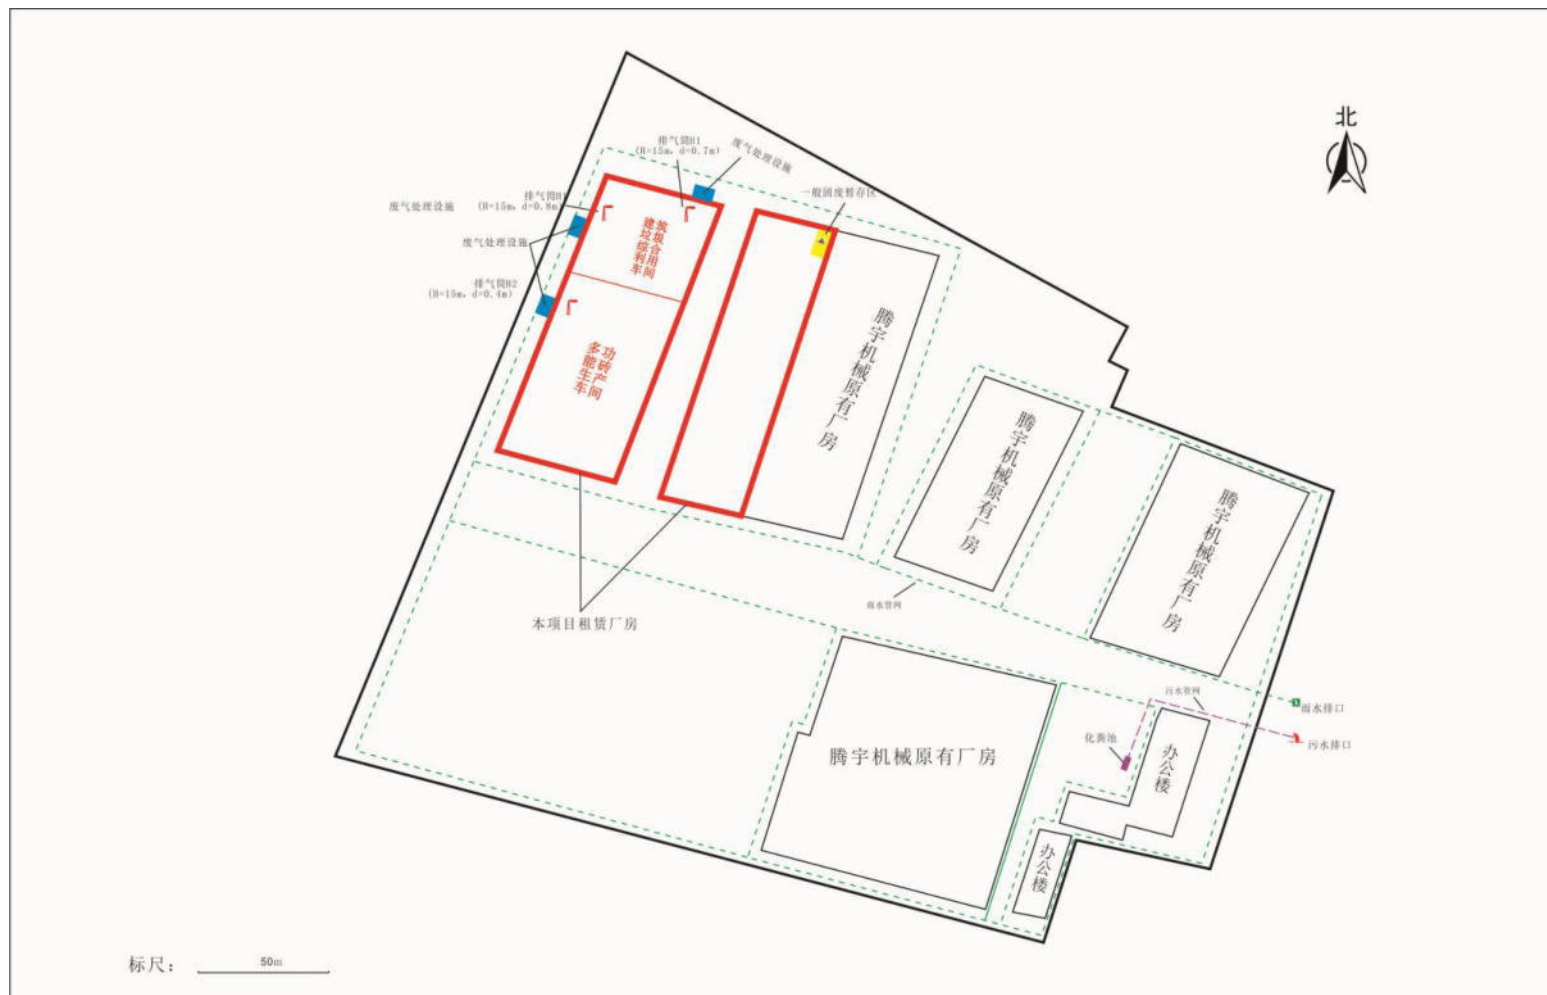 北
排气筒H1
(H=15m, d=0.7m)
废气处理设施
一般固废暂存区
排气筒H
(H=15m, d=0.8m)
废气处理设施
废气处理设施
排气筒H2
(H=15m, d=0.4m)
建筑
垃圾
综合
利用
车间
多功
能砖
生产
车间
腾宇机械原有厂房
腾宇机械原有厂房
腾宇机械原有厂房
雨水管网
本项目租赁厂房
污水管网
雨水排口
污水排口
化粪池
腾宇机械原有厂房
办公楼
办公楼
标尺：
50m